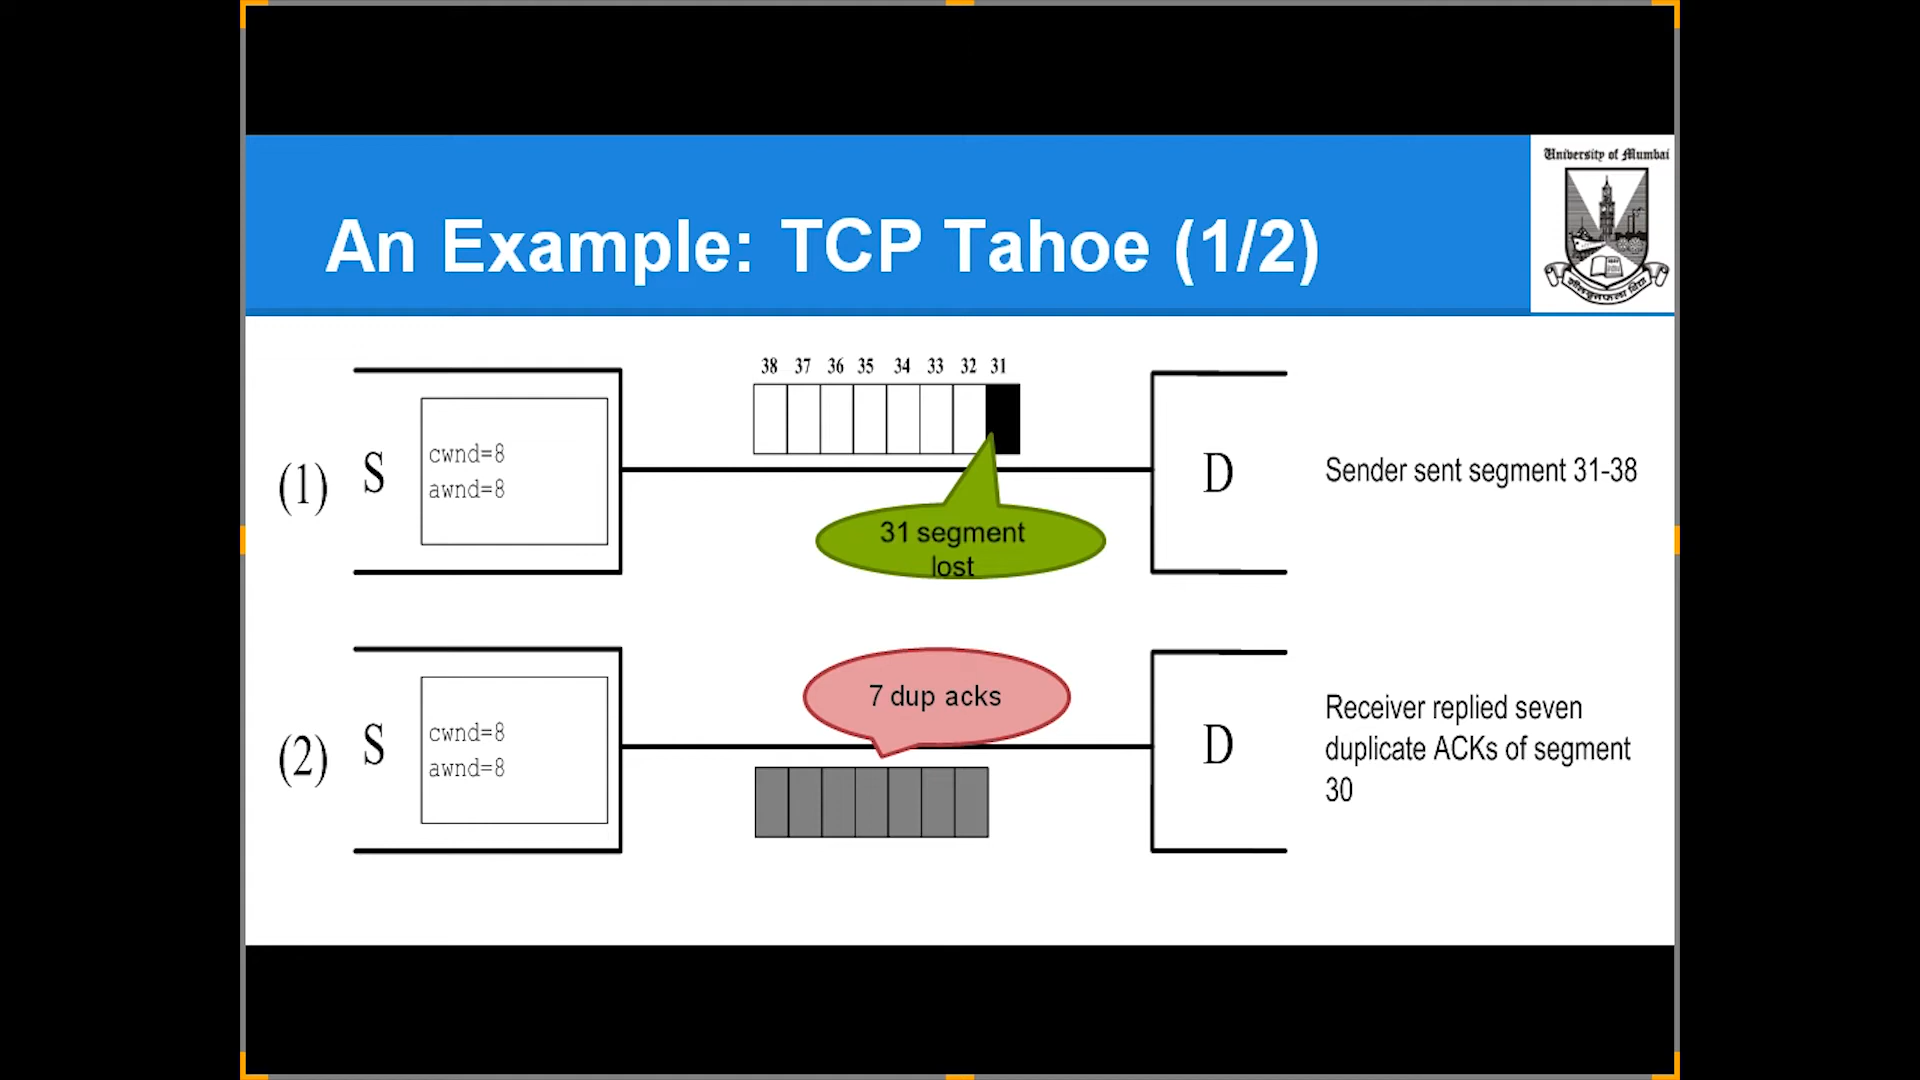 University of Mumbai
An Example: TCP Tahoe (1/2)
38 37 36 35 34 33 32 31
(1) S
cwnd=8
awnd=8
D
Sender sent segment 31-38
31 segment
lost
7 dup acks
(2) S
cwnd=8
awnd=8
D
Receiver replied seven
duplicate ACKs of segment
30